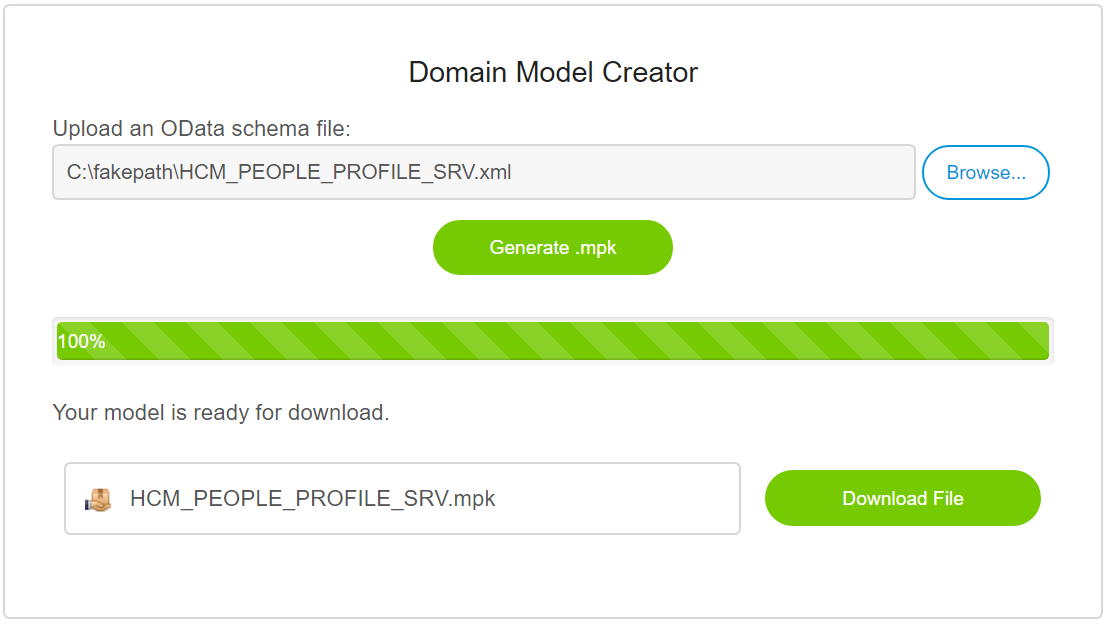 Domain Model Creator
Upload an OData schema file:
C:\fakepath\HCM_PEOPLE_PROFILE_SRV.xml
Browse...
Generate .mpk
100%
Your model is ready for download.
HCM_PEOPLE_PROFILE_SRV.mpk
Download File